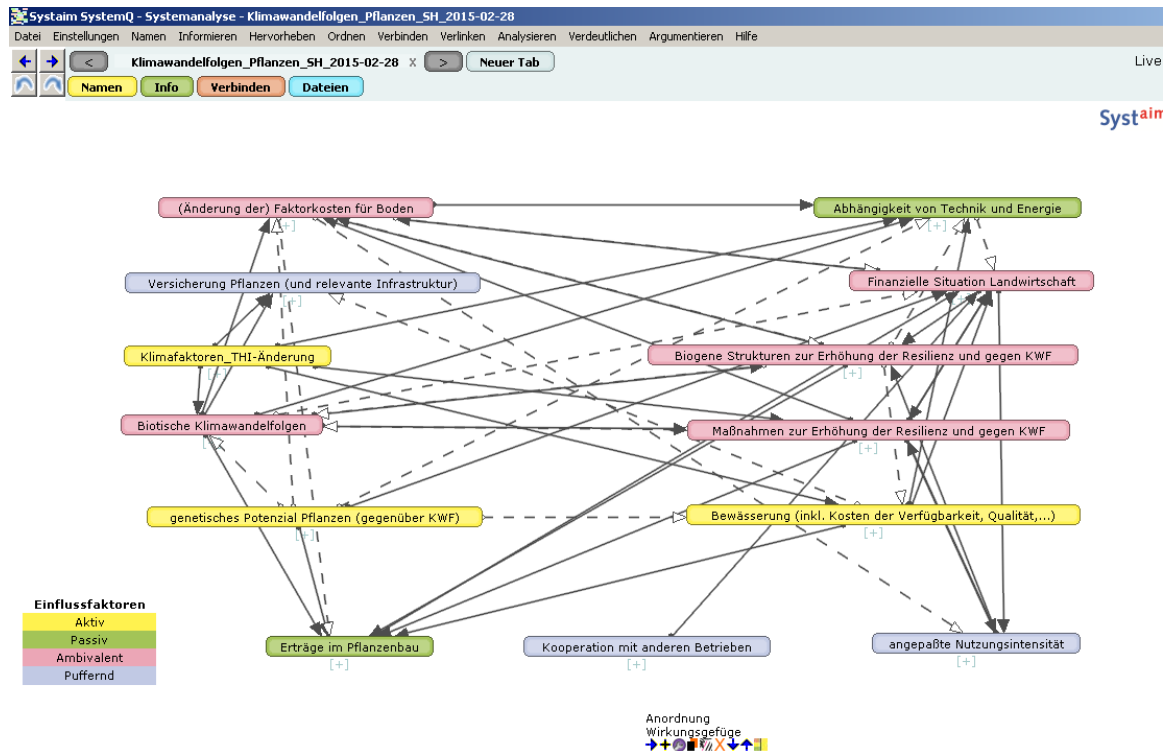 Systaim SystemQ - Systemanalyse - Klimawandelfolgen_Pflanzen_SH_2015-02-28
Datei Einstellungen Namen Informieren Hervorheben Ordnen Verbinden Verlinken Analysieren Verdeutlichen Argumentieren Hilfe
< Klimawandelfolgen_Pflanzen_SH_2015-02-28 X > Neuer Tab Live
Namen Info Verbinden Dateien
Systaim
(Änderung der) Faktorkosten für Boden Abhängigkeit von Technik und Energie
[+] [+]
Versicherung Pflanzen (und relevante Infrastruktur) Finanzielle Situation Landwirtschaft
[+] [+]
Klimafaktoren_THI-Änderung Biogene Strukturen zur Erhöhung der Resilienz und gegen KWF
[+] [+]
Biotische Klimawandelfolgen Maßnahmen zur Erhöhung der Resilienz und gegen KWF
[+] [+]
genetisches Potenzial Pflanzen (gegenüber KWF) Bewässerung (inkl. Kosten der Verfügbarkeit, Qualität,...)
[+] [+]
Einflussfaktoren
Aktiv
Passiv
Ambivalent
Puffernd
Erträge im Pflanzenbau Kooperation mit anderen Betrieben angepaßte Nutzungsintensität
[+] [+] [+]
Anordnung
Wirkungsgefüge